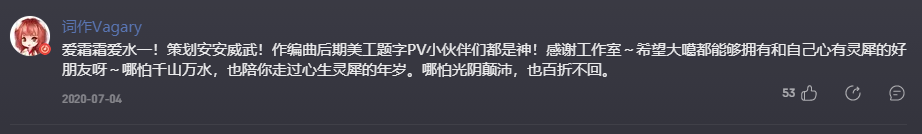 词作Vagary
爱霜霜爱水一！策划安安威武！作编曲后期美工题字PV小伙伴们都是神！感谢工作室～希望大噶都能够拥有和自己心有灵犀的好
朋友呀～哪怕千山万水，也陪你走过心生灵犀的年岁。哪怕光阴颠沛，也百折不回。
2020-07-04
53